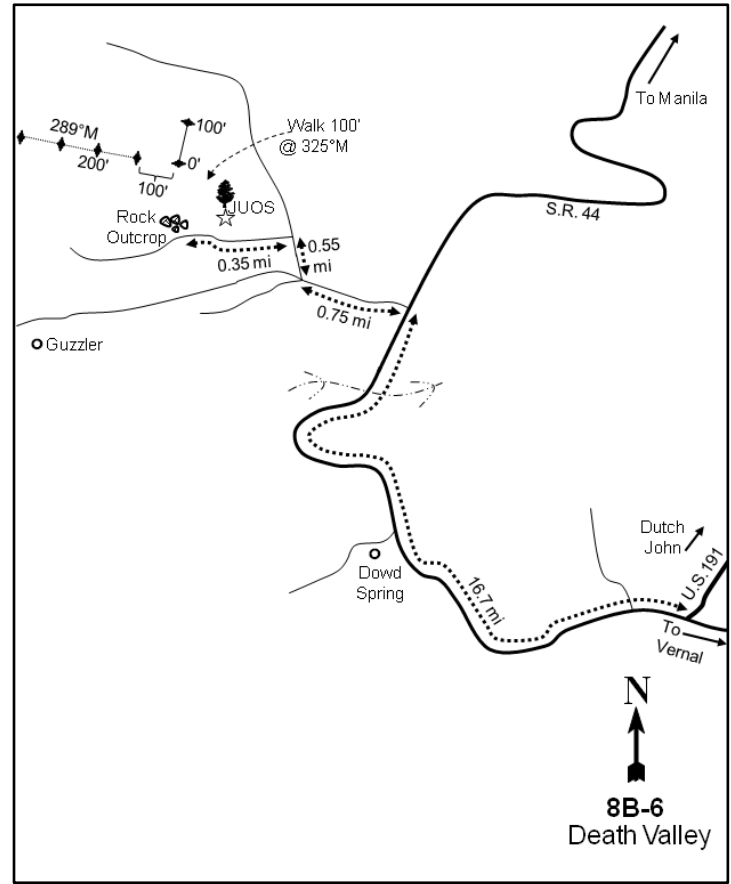 To Manila
S.R. 44
100'
289°M
200'
0'
100'
Walk 100'
@ 325°M
JUOS
Rock
Outcrop
0.35 mi
0.55
mi
0.75 mi
Guzzler
Dowd
Spring
16.7 mi
Dutch
John
U.S.191
To
Vernal
N
8B-6
Death Valley